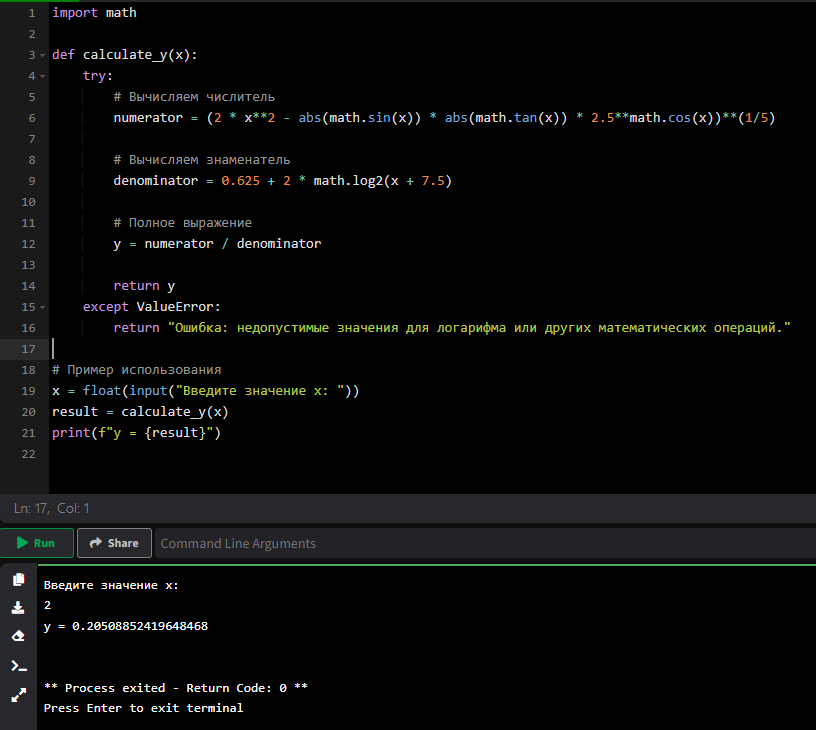 1 import math
2
3 def calculate_y(x):
4     try:
5         # Вычисляем числитель
6         numerator = (2 * x**2 - abs(math.sin(x)) * abs(math.tan(x)) * 2.5**math.cos(x))**(1/5)
7
8         # Вычисляем знаменатель
9         denominator = 0.625 + 2 * math.log2(x + 7.5)
10
11         # Полное выражение
12         y = numerator / denominator
13
14         return y
15     except ValueError:
16         return "Ошибка: недопустимые значения для логарифма или других математических операций."
17
18 # Пример использования
19 x = float(input("Введите значение x: "))
20 result = calculate_y(x)
21 print(f"y = {result}")
22
Ln: 17, Col: 1
Run Share Command Line Arguments
Введите значение x:
2
y = 0.20508852419648468
** Process exited - Return Code: 0 **
Press Enter to exit terminal